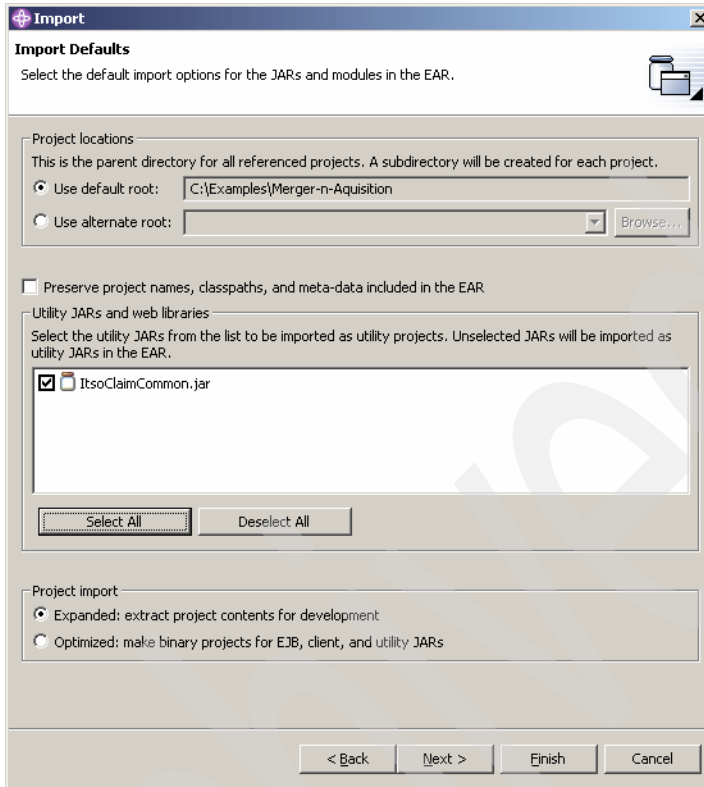 Import
Import Defaults
Select the default import options for the JARs and modules in the EAR.
Project locations
This is the parent directory for all referenced projects. A subdirectory will be created for each project.
Use default root: C:\Examples\Merger-n-Aquisition
Use alternate root: Browse...
Preserve project names, classpaths, and meta-data included in the EAR
Utility JARs and web libraries
Select the utility JARs from the list to be imported as utility projects. Unselected JARs will be imported as
utility JARs in the EAR.
ItsoClaimCommon.jar
Select All Deselect All
Project import
Expanded: extract project contents for development
Optimized: make binary projects for EJB, client, and utility JARs
< Back Next > Finish Cancel